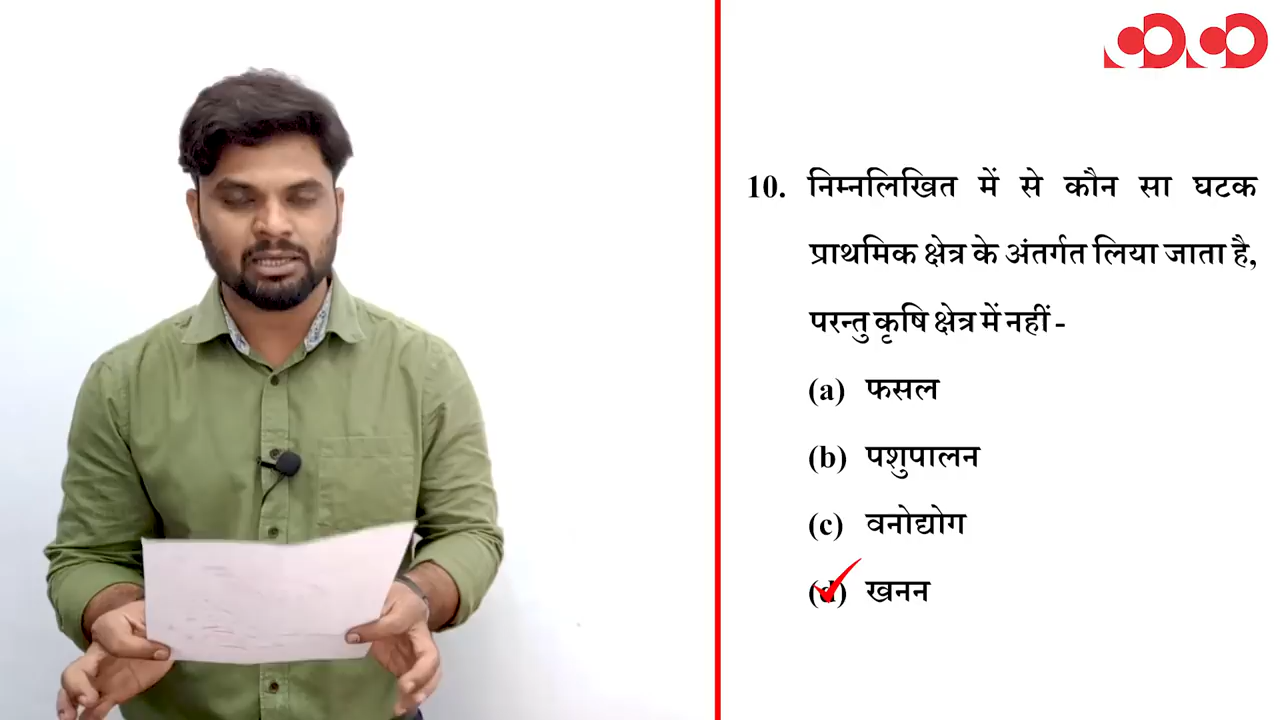 10. निम्नलिखित में से कौन सा घटक
प्राथमिक क्षेत्र के अंतर्गत लिया जाता है,
परन्तु कृषि क्षेत्र में नहीं -
(a) फसल
(b) पशुपालन
(c) वनोद्योग
(d) खनन